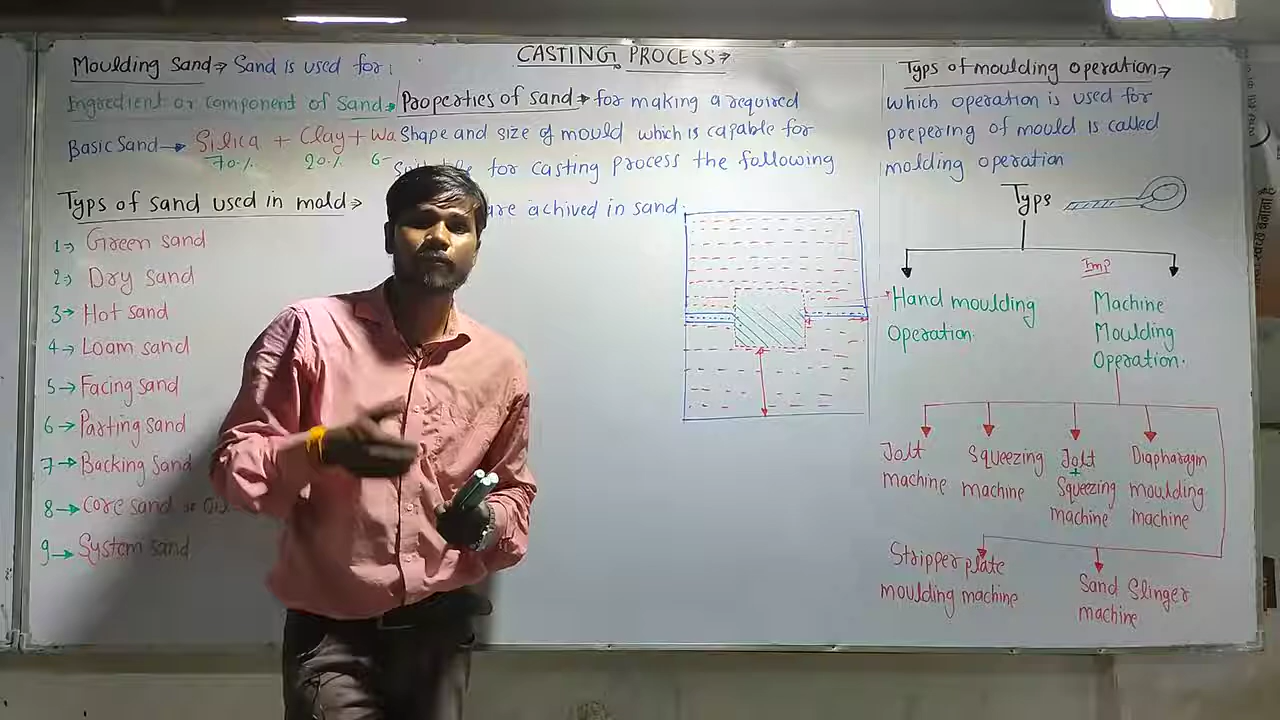 CASTING PROCESS→
Moulding sand→ Sand is used for:
Ingredient or component of sand→
Basic Sand→ Silica + Clay + Wa
70% 20% 6-
Typs of sand used in mold→
1→ Green sand
2→ Dry sand
3→ Hot sand
4→ Loam sand
5→ Facing sand
6→ Parting sand
7→ Backing Sand
8→ Core sand or Oil
9→ System sand
Properties of sand→ for making a required
Shape and size of mould which is capable for
for casting process the following
are achived in sand.
Typs of moulding operation→
which operation is used for
prepering of mould is called
molding operation
Typs
Hand moulding
Operation.
Imp
Machine
Moulding
Operation.
Jolt
machine
Squeezing
machine
Jolt
+
Squeezing
machine
Diapharagm
moulding
machine
Stripper plate
moulding machine
Sand Slinger
machine